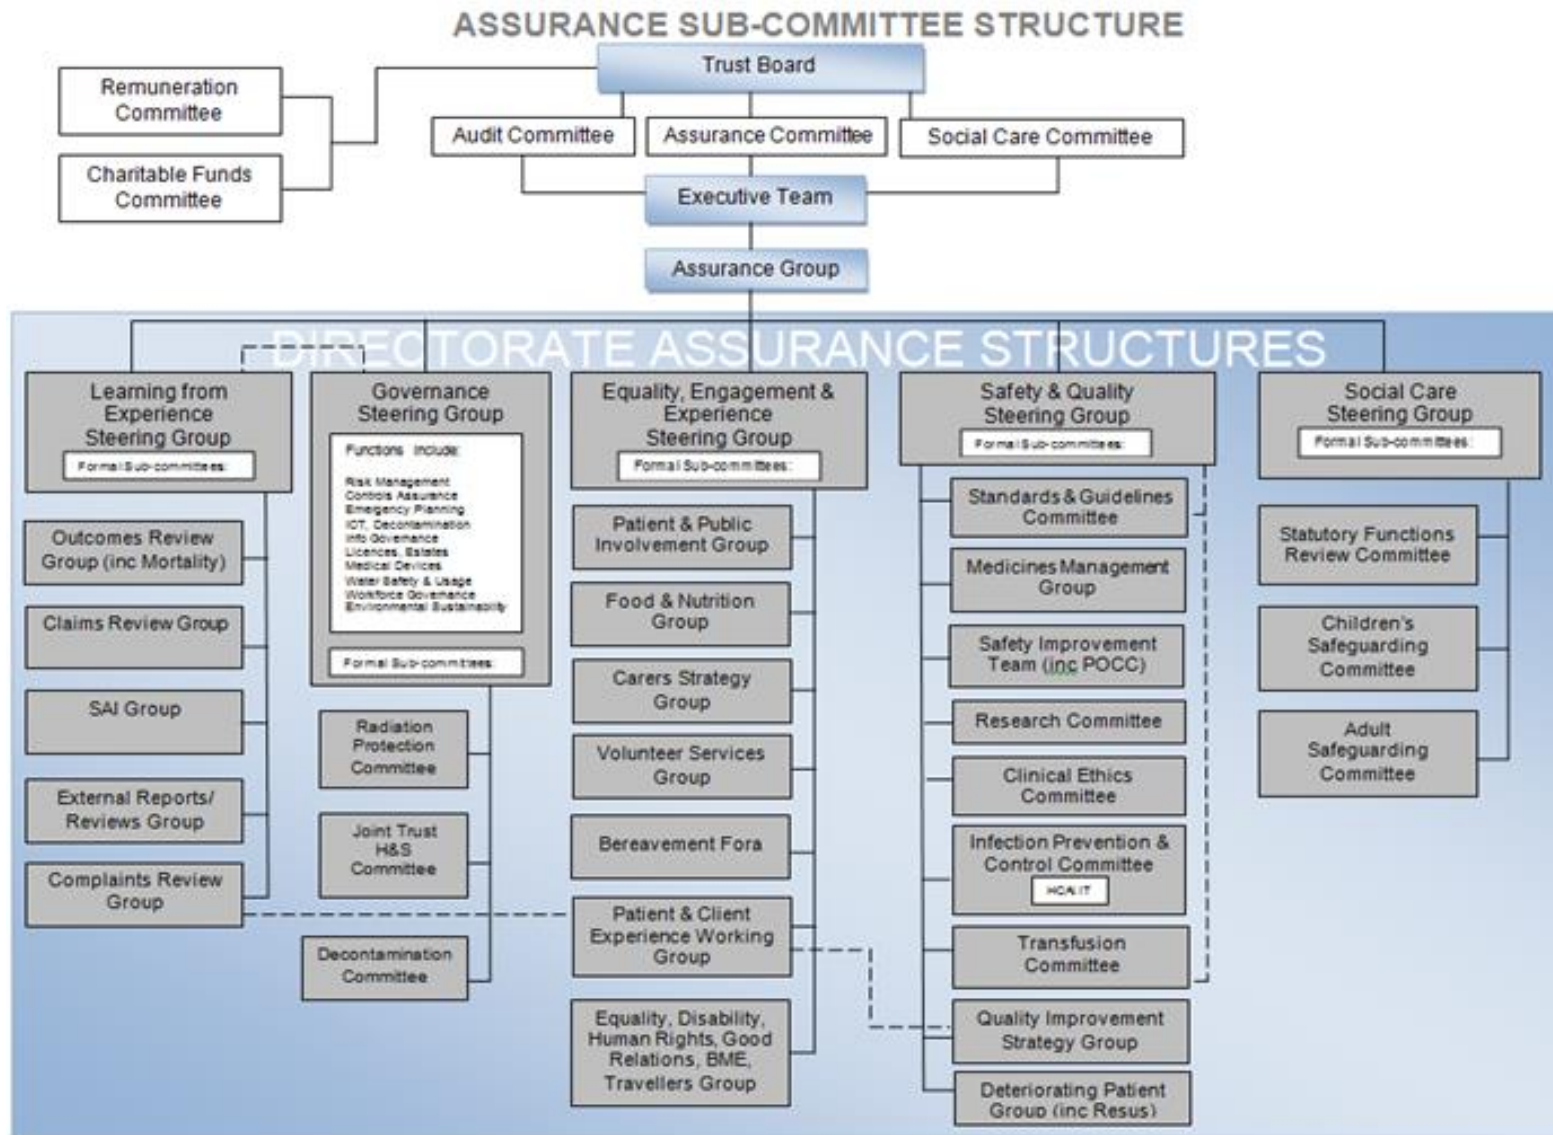 ASSURANCE SUB-COMMITTEE STRUCTURE
Trust Board
Remuneration
Committee
Charitable Funds
Committee
Audit Committee
Assurance Committee
Social Care Committee
Executive Team
Assurance Group
DIRECTORATE ASSURANCE STRUCTURES
Learning from
Experience
Steering Group
Formal Sub-committees:
Outcomes Review
Group (inc Mortality)
Claims Review Group
SAI Group
External Reports/
Reviews Group
Complaints Review
Group
Governance
Steering Group
Functions Include:
Risk Management
Controls Assurance
Emergency Planning
ICT, Decontamination
Info Governance
Licences, Estates
Medical Devices
Water Safety & Usage
Workforce Governance
Environmental Sustainability
Formal Sub-committees:
Radiation
Protection
Committee
Joint Trust
H&S
Committee
Decontamination
Committee
Equality, Engagement &
Experience
Steering Group
Formal Sub-committees:
Patient & Public
Involvement Group
Food & Nutrition
Group
Carers Strategy
Group
Volunteer Services
Group
Bereavement Fora
Patient & Client
Experience Working
Group
Equality, Disability,
Human Rights, Good
Relations, BME,
Travellers Group
Safety & Quality
Steering Group
Formal Sub-committees:
Standards & Guidelines
Committee
Medicines Management
Group
Safety Improvement
Team (inc POCC)
Research Committee
Clinical Ethics
Committee
Infection Prevention &
Control Committee
HCAI IT
Transfusion
Committee
Quality Improvement
Strategy Group
Deteriorating Patient
Group (inc Resus)
Social Care
Steering Group
Formal Sub-committees:
Statutory Functions
Review Committee
Children's
Safeguarding
Committee
Adult
Safeguarding
Committee